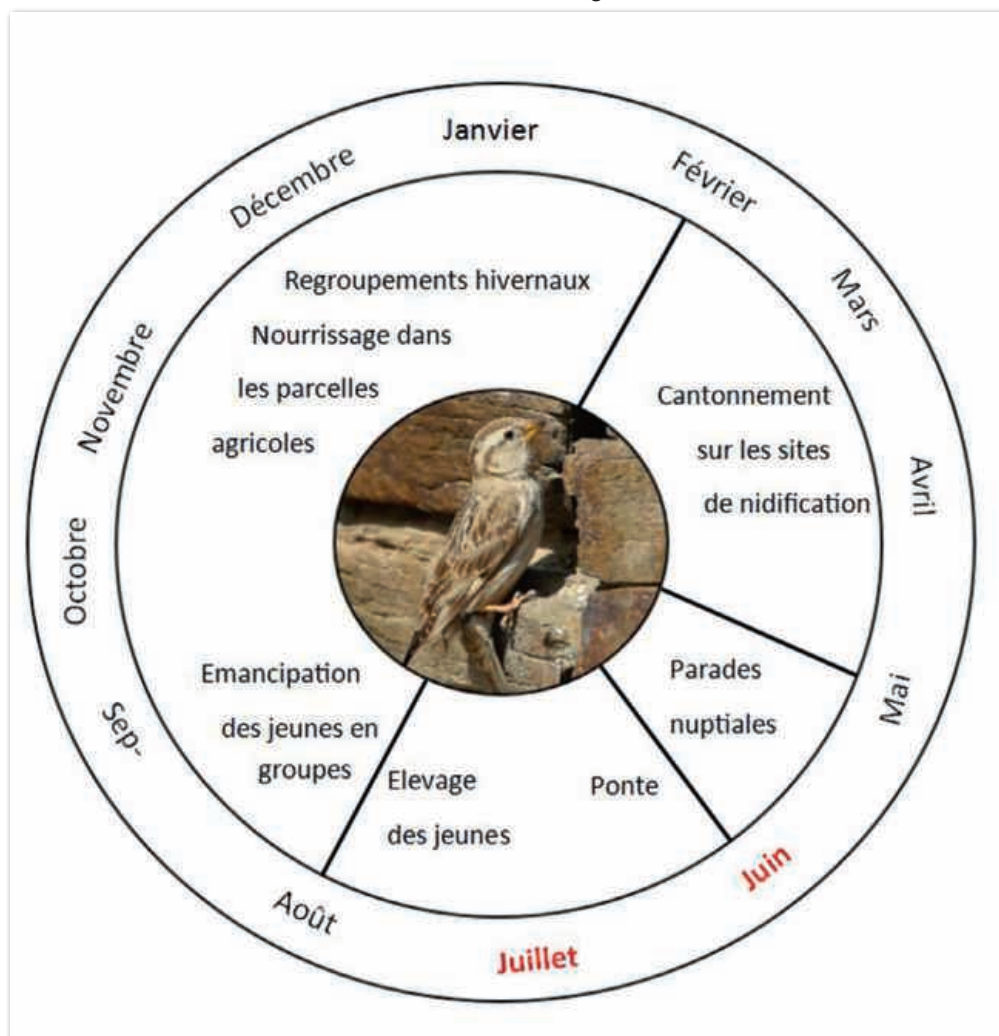 Janvier
Février
Mars
Avril
Mai
Juin
Juillet
Août
Sep-
Octobre
Novembre
Décembre
Regroupements hivernaux
Nourrissage dans
les parcelles
agricoles
Cantonnement
sur les sites
de nidification
Parades
nuptiales
Ponte
Elevage
des jeunes
Emancipation
des jeunes en
groupes